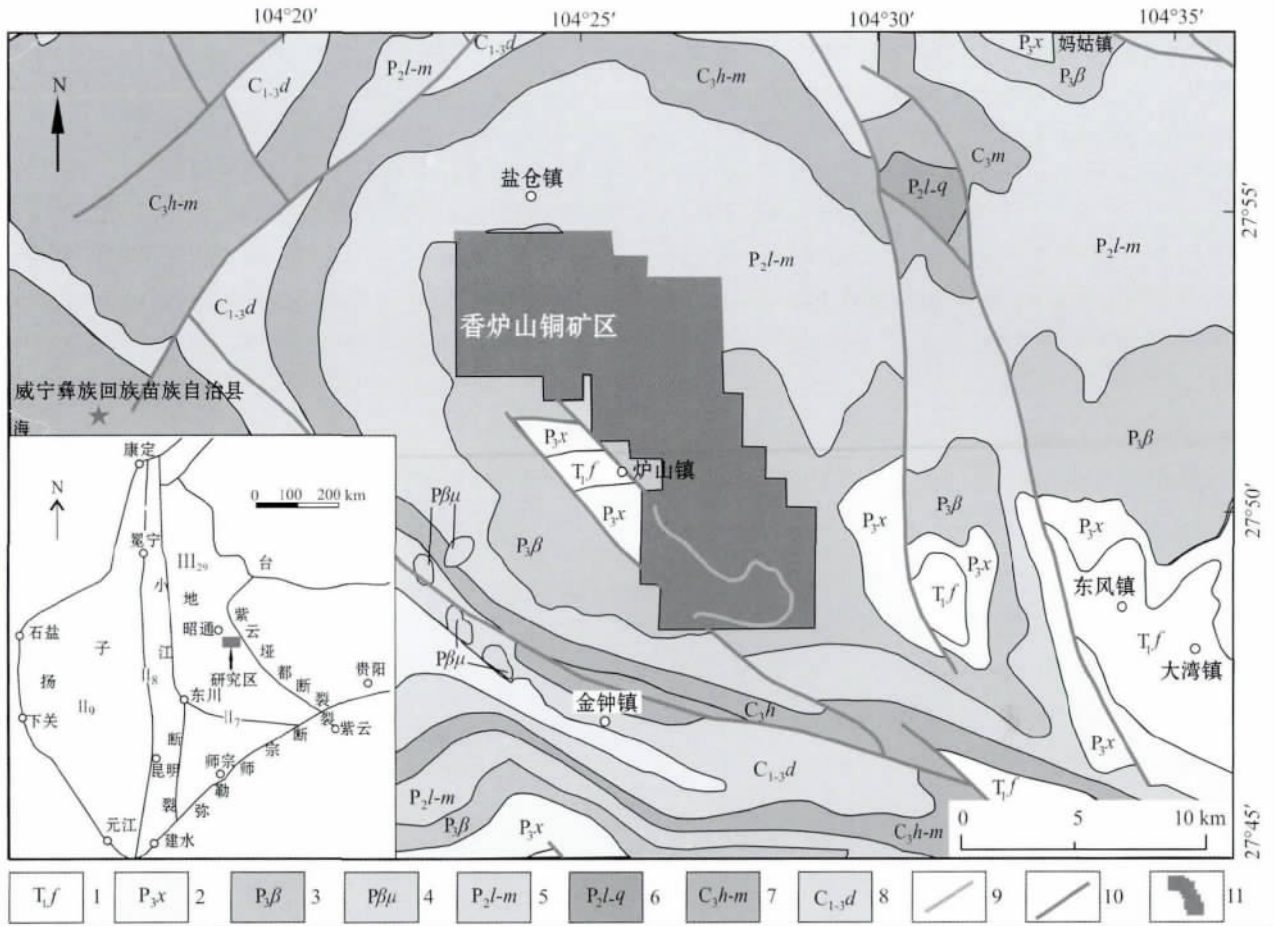 104°20′
104°25′
104°30′
104°35′
C₁₋₃d
P₂l-m
C₁₋₃d
C₃h-m
P₃x
妈姑镇
P₃β
N
C₃m
盐仓镇
P₂l-q
27°55′
C₃h-m
P₂l-m
P₂l-m
C₁₋₃d
香炉山铜矿区
威宁彝族回族苗族自治县
海
P₃x
P₃β
T₁f
炉山镇
P₃x
Pβμ
P₃β
P₃x
P₃β
P₃x
27°50′
P₃x
T₁f
东风镇
T₁f
大湾镇
Pβμ
金钟镇
C₃h
P₃x
C₁₋₃d
T₁f
P₂l-m
P₃β
P₃x
C₃h-m
0 5 10 km
27°45′
康定
N
0 100 200 km
冕宁
III₂₉
小
江
断
裂
台
地
子
扬
昭通
紫
云
垭
都
断
裂
石盐
研究区
贵阳
II₈
II₉
东川
II₇
下关
紫云
昆明
师宗
弥
勒
师
宗
断
裂
元江
建水
T₁f 1
P₃x 2
P₃β 3
Pβμ 4
P₂l-m 5
P₂l-q 6
C₃h-m 7
C₁₋₃d 8
9
10
11